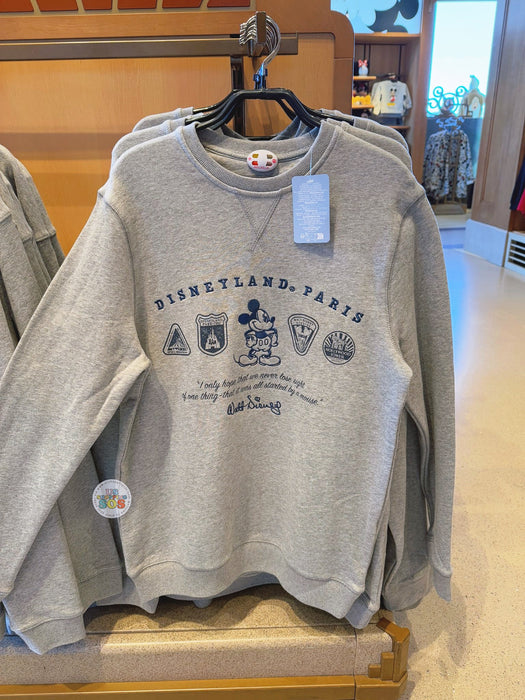 DISNEYLAND® PARIS
"I only hope that we never lose sight
of one thing-that it was all started by a mouse."
Walt Disney
SOS